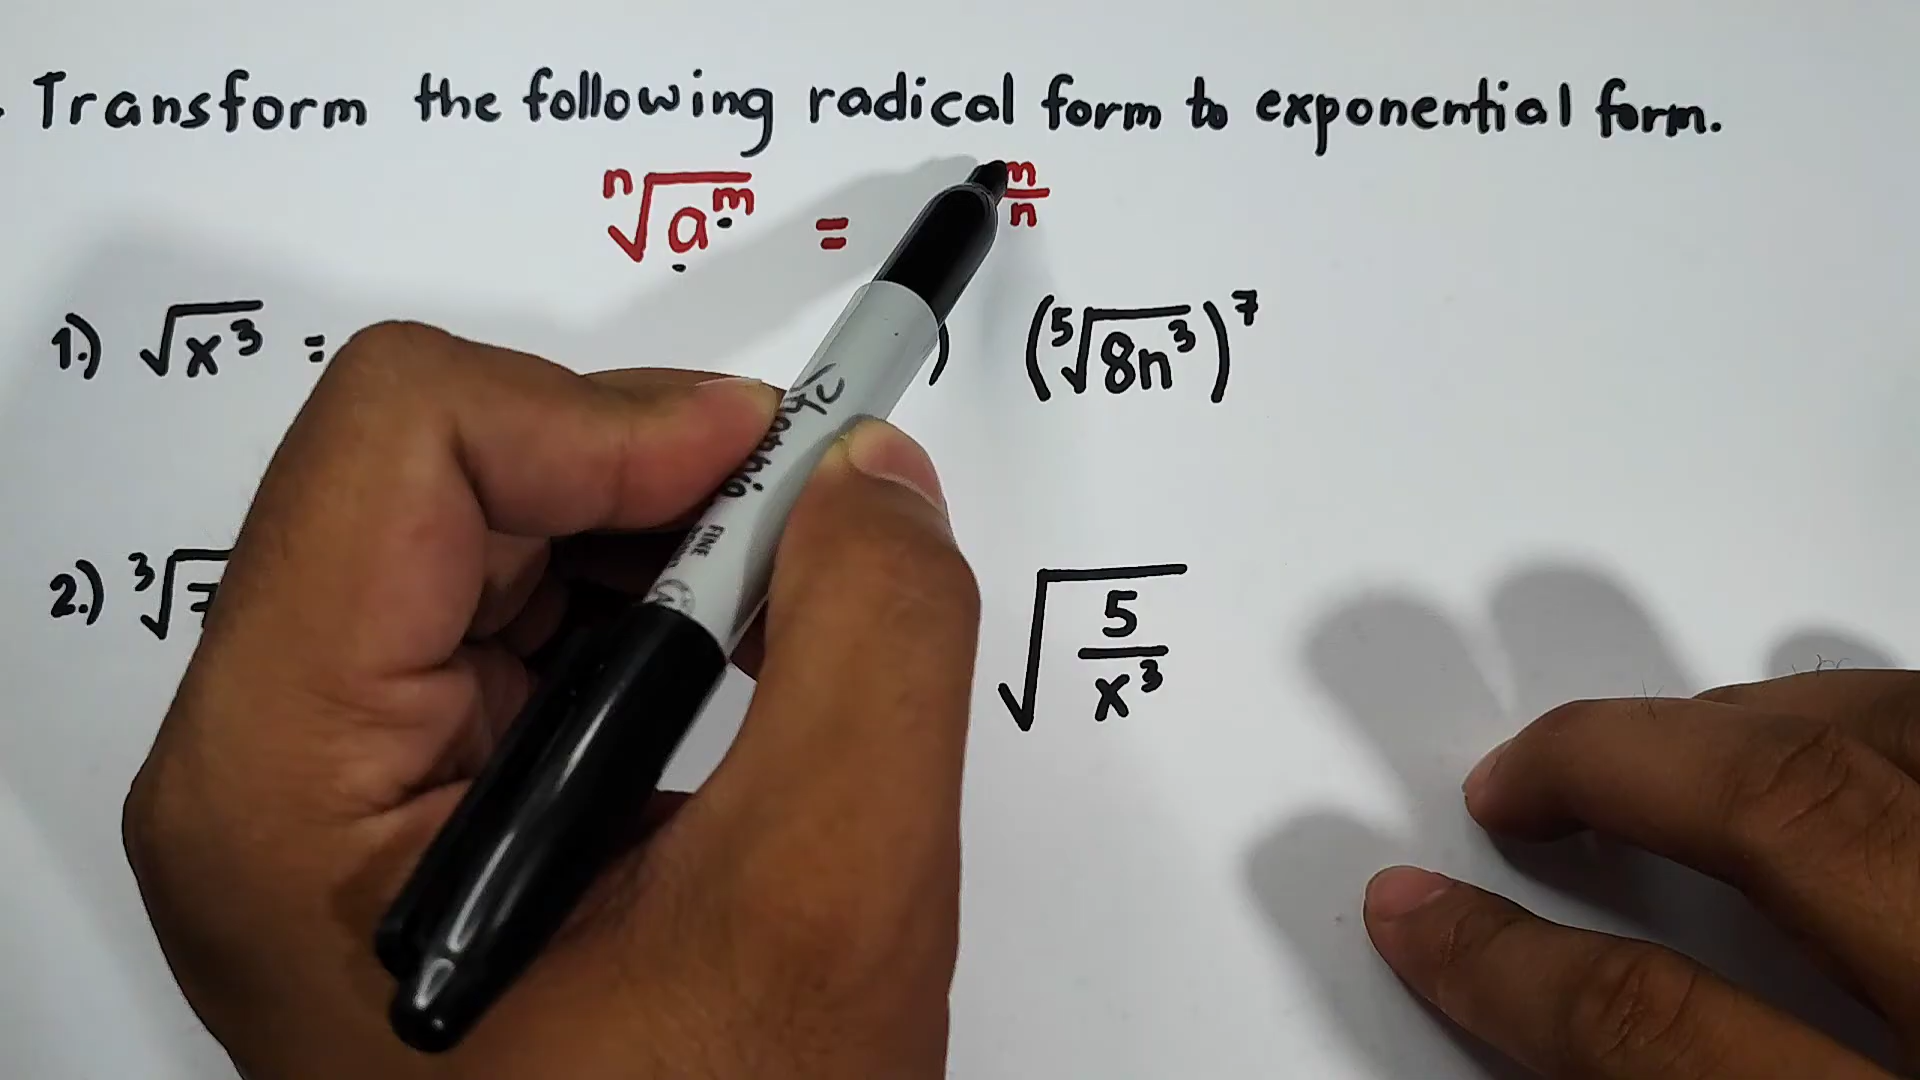 Transform the following radical form to exponential form.
ⁿ√aᵐ = m/n
1.) √x³ =
) (⁵√8n³)⁷
2.) ³√7
√5/x³
FINE